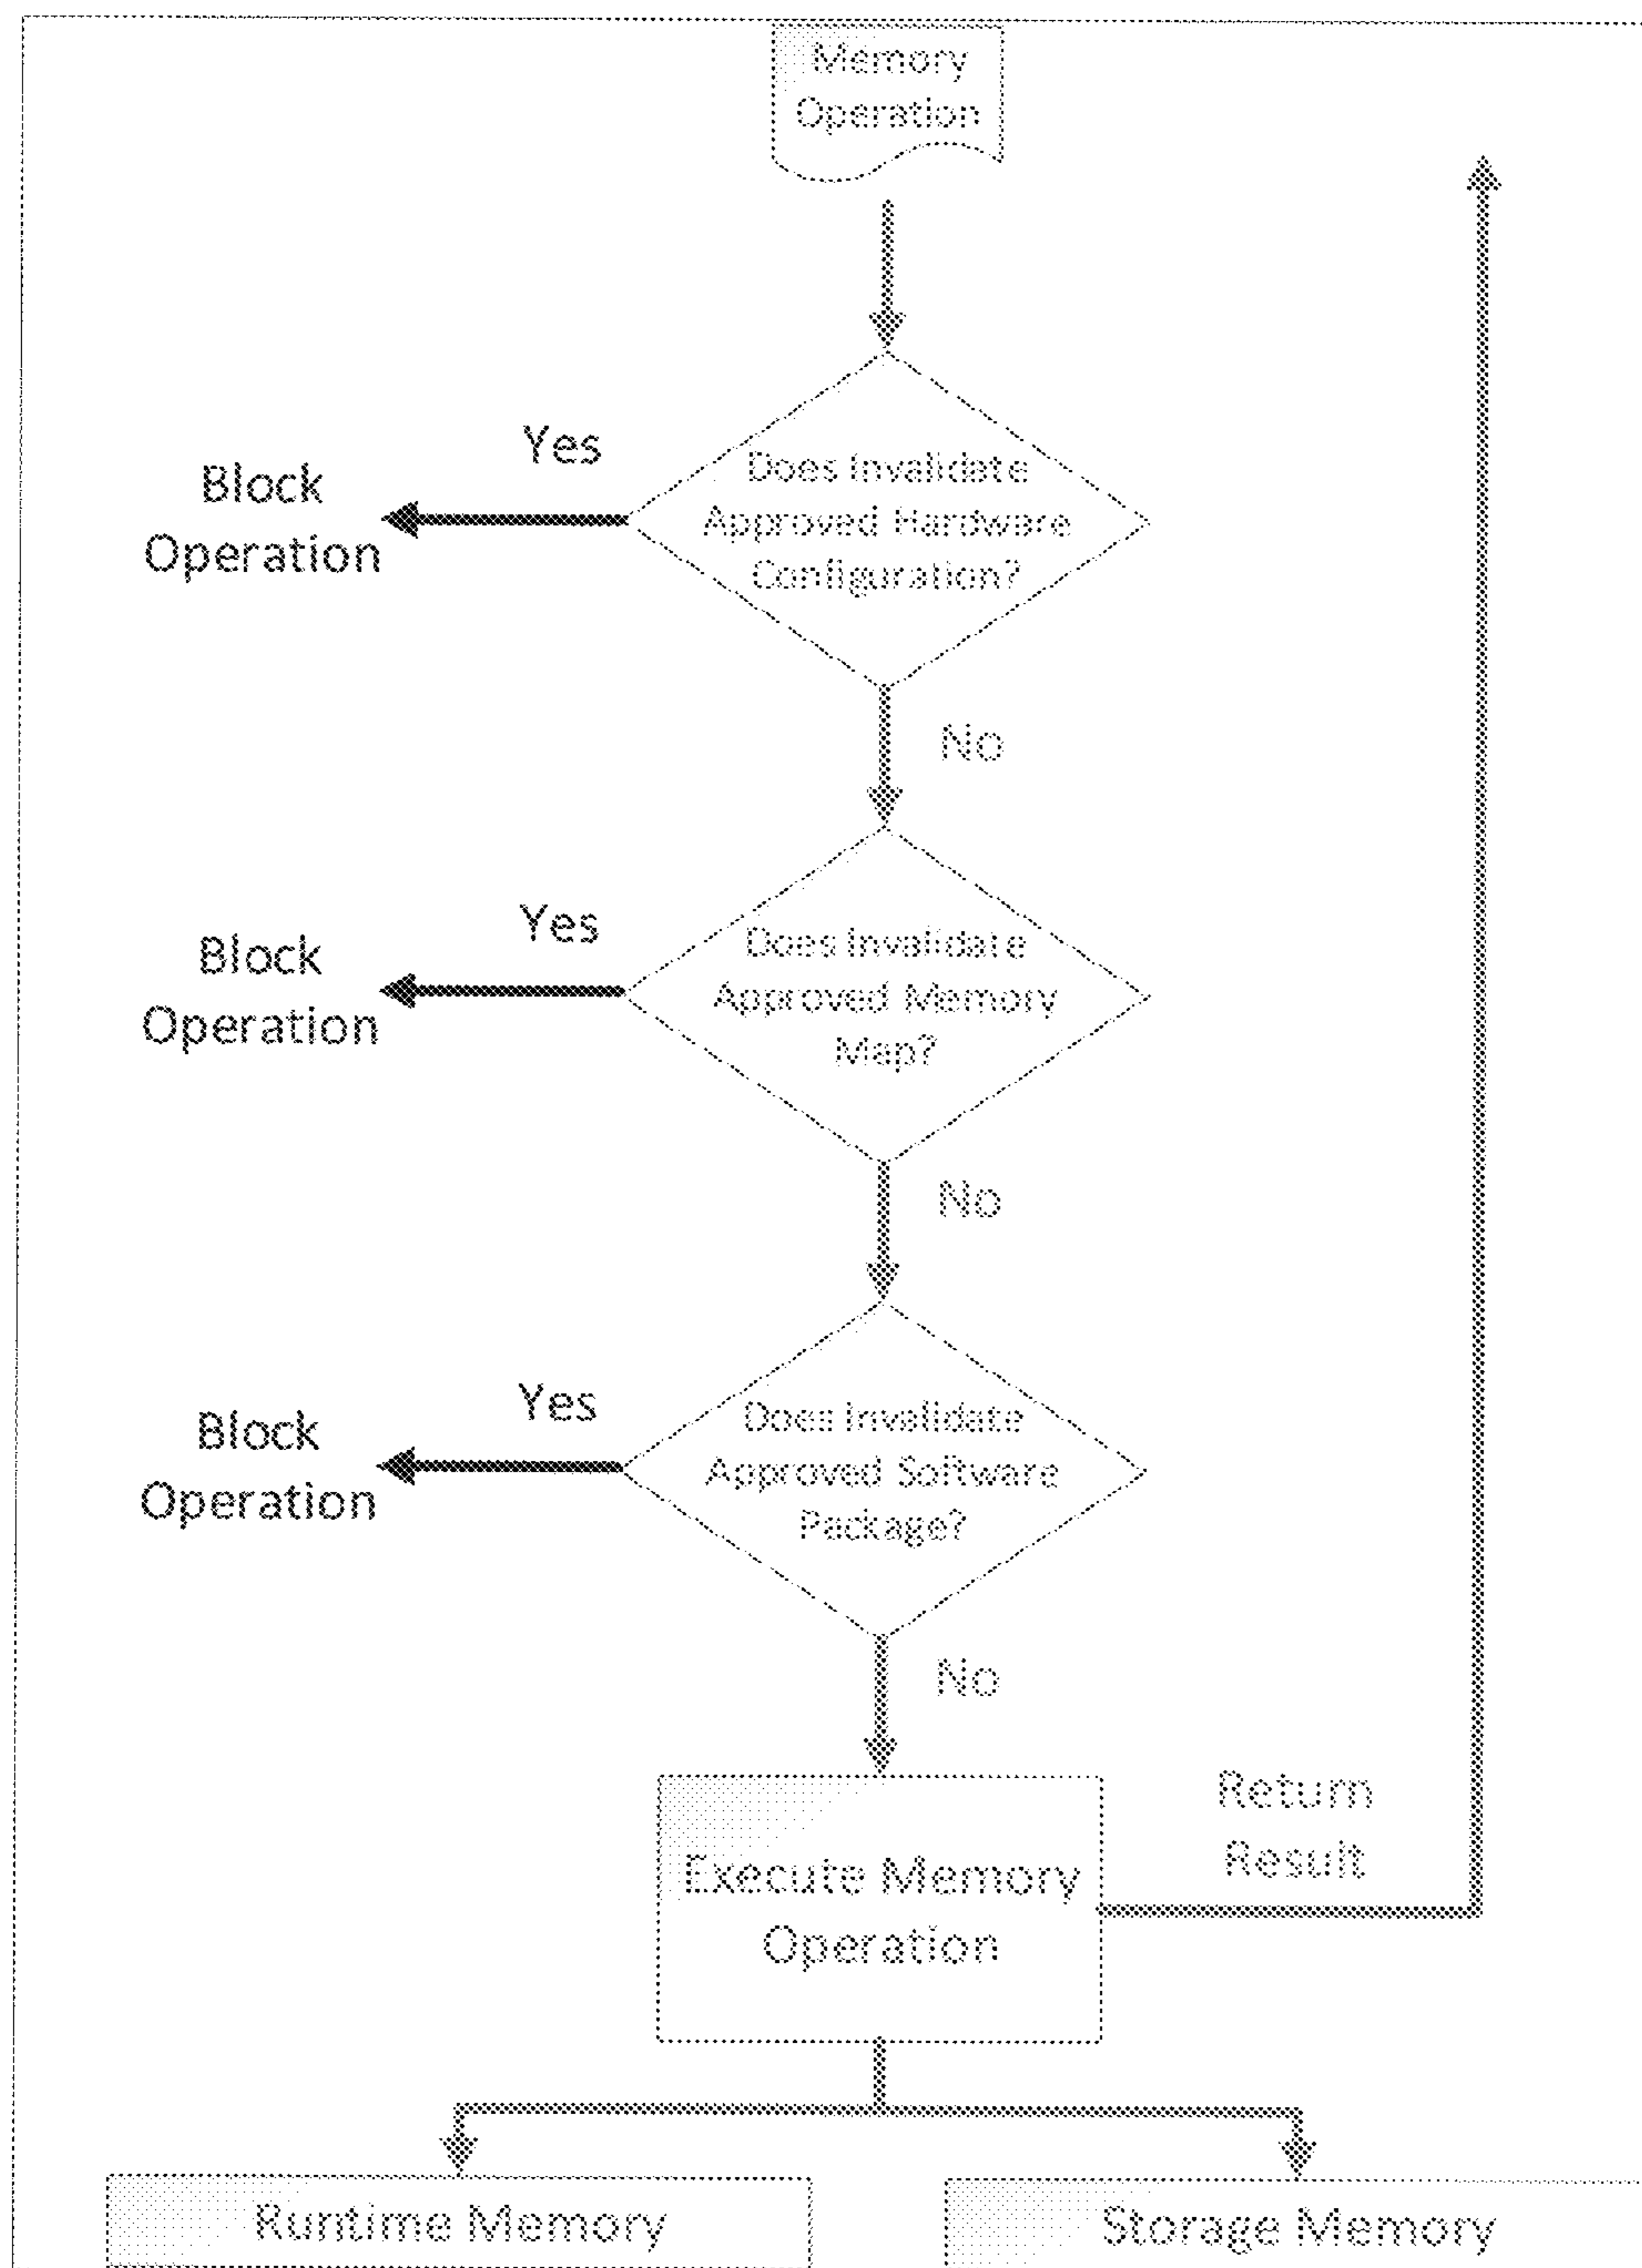 Memory
Operation
Yes
Block
Operation
Does Invalidate
Approved Hardware
Configuration?
No
Yes
Block
Operation
Does Invalidate
Approved Memory
Map?
No
Yes
Block
Operation
Does Invalidate
Approved Software
Package?
No
Execute Memory
Operation
Return
Result
Runtime Memory
Storage Memory